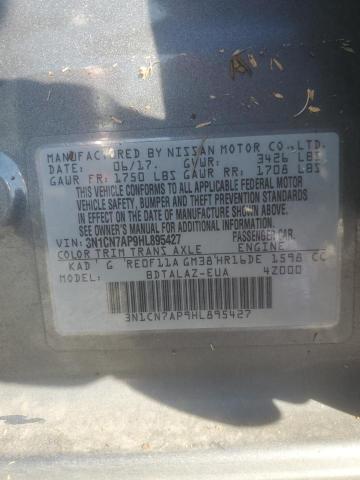 MANUFACTURED BY NISSAN MOTOR CO., LTD.
DATE: 06/17. GVWR: 3426 LBS
GAWR FR: 1750 LBS GAWR RR: 1708 LBS
THIS VEHICLE CONFORMS TO ALL APPLICABLE FEDERAL MOTOR
VEHICLE SAFETY, BUMPER AND THEFT PREVENTION STANDARDS
IN EFFECT ON THE DATE OF MANUFACTURE SHOWN ABOVE.
SEE OWNER'S MANUAL.
VIN: 3N1CN7AP9HL895427 PASSENGER CAR.
COLOR TRIM TRANS AXLE ENGINE
KAD G RE0F11A GM38 HR16DE 1598 CC
MODEL: BDTALAZ-EUA 4Z000
3N1CN7AP9HL895427